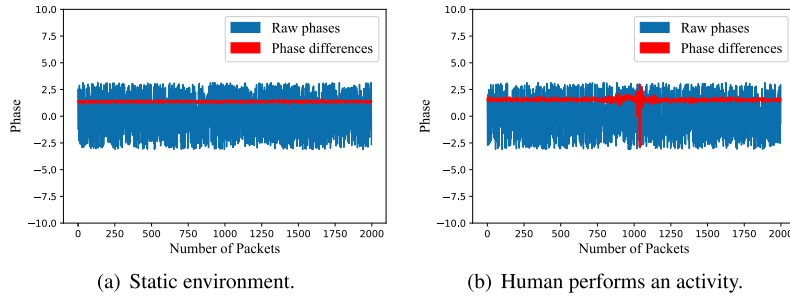 10.0
7.5
5.0
2.5
0.0
−2.5
−5.0
−7.5
−10.0
Phase
Raw phases
Phase differences
0 250 500 750 1000 1250 1500 1750 2000
Number of Packets
(a) Static environment.
10.0
7.5
5.0
2.5
0.0
−2.5
−5.0
−7.5
−10.0
Phase
Raw phases
Phase differences
0 250 500 750 1000 1250 1500 1750 2000
Number of Packets
(b) Human performs an activity.